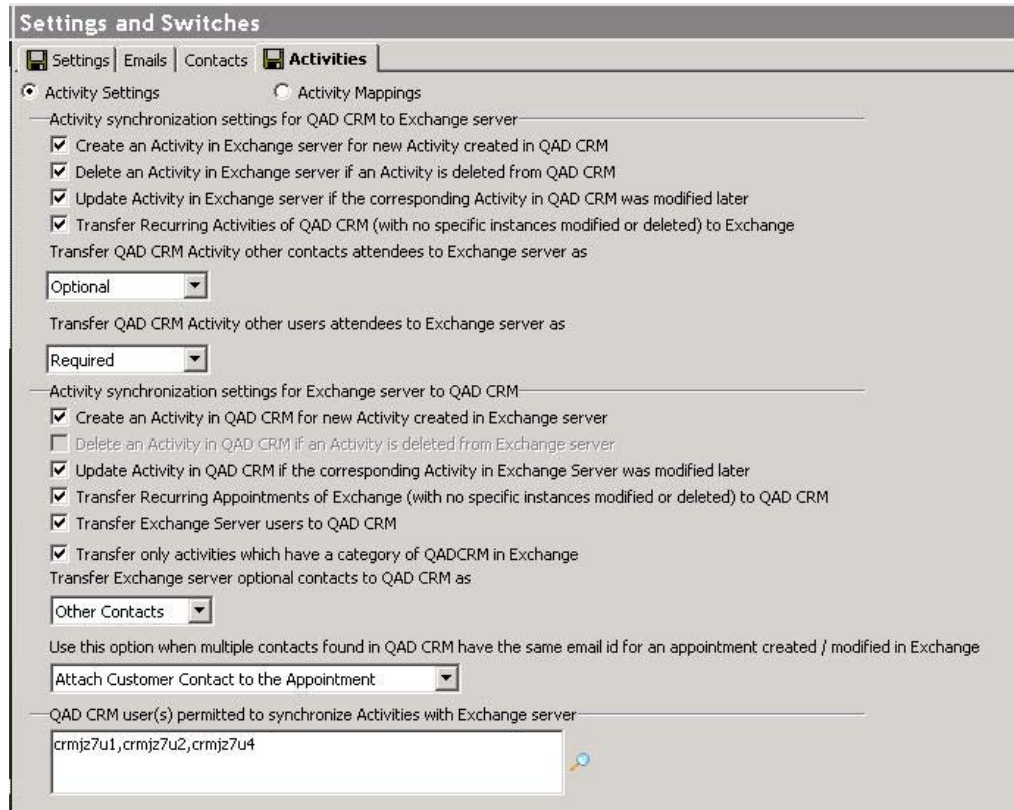 Settings and Switches
Settings Emails Contacts Activities
Activity Settings Activity Mappings
Activity synchronization settings for QAD CRM to Exchange server
Create an Activity in Exchange server for new Activity created in QAD CRM
Delete an Activity in Exchange server if an Activity is deleted from QAD CRM
Update Activity in Exchange server if the corresponding Activity in QAD CRM was modified later
Transfer Recurring Activities of QAD CRM (with no specific instances modified or deleted) to Exchange
Transfer QAD CRM Activity other contacts attendees to Exchange server as
Optional
Transfer QAD CRM Activity other users attendees to Exchange server as
Required
Activity synchronization settings for Exchange server to QAD CRM
Create an Activity in QAD CRM for new Activity created in Exchange server
Delete an Activity in QAD CRM if an Activity is deleted from Exchange server
Update Activity in QAD CRM if the corresponding Activity in Exchange Server was modified later
Transfer Recurring Appointments of Exchange (with no specific instances modified or deleted) to QAD CRM
Transfer Exchange Server users to QAD CRM
Transfer only activities which have a category of QADCRM in Exchange
Transfer Exchange server optional contacts to QAD CRM as
Other Contacts
Use this option when multiple contacts found in QAD CRM have the same email id for an appointment created / modified in Exchange
Attach Customer Contact to the Appointment
QAD CRM user(s) permitted to synchronize Activities with Exchange server
crmjz7u1,crmjz7u2,crmjz7u4